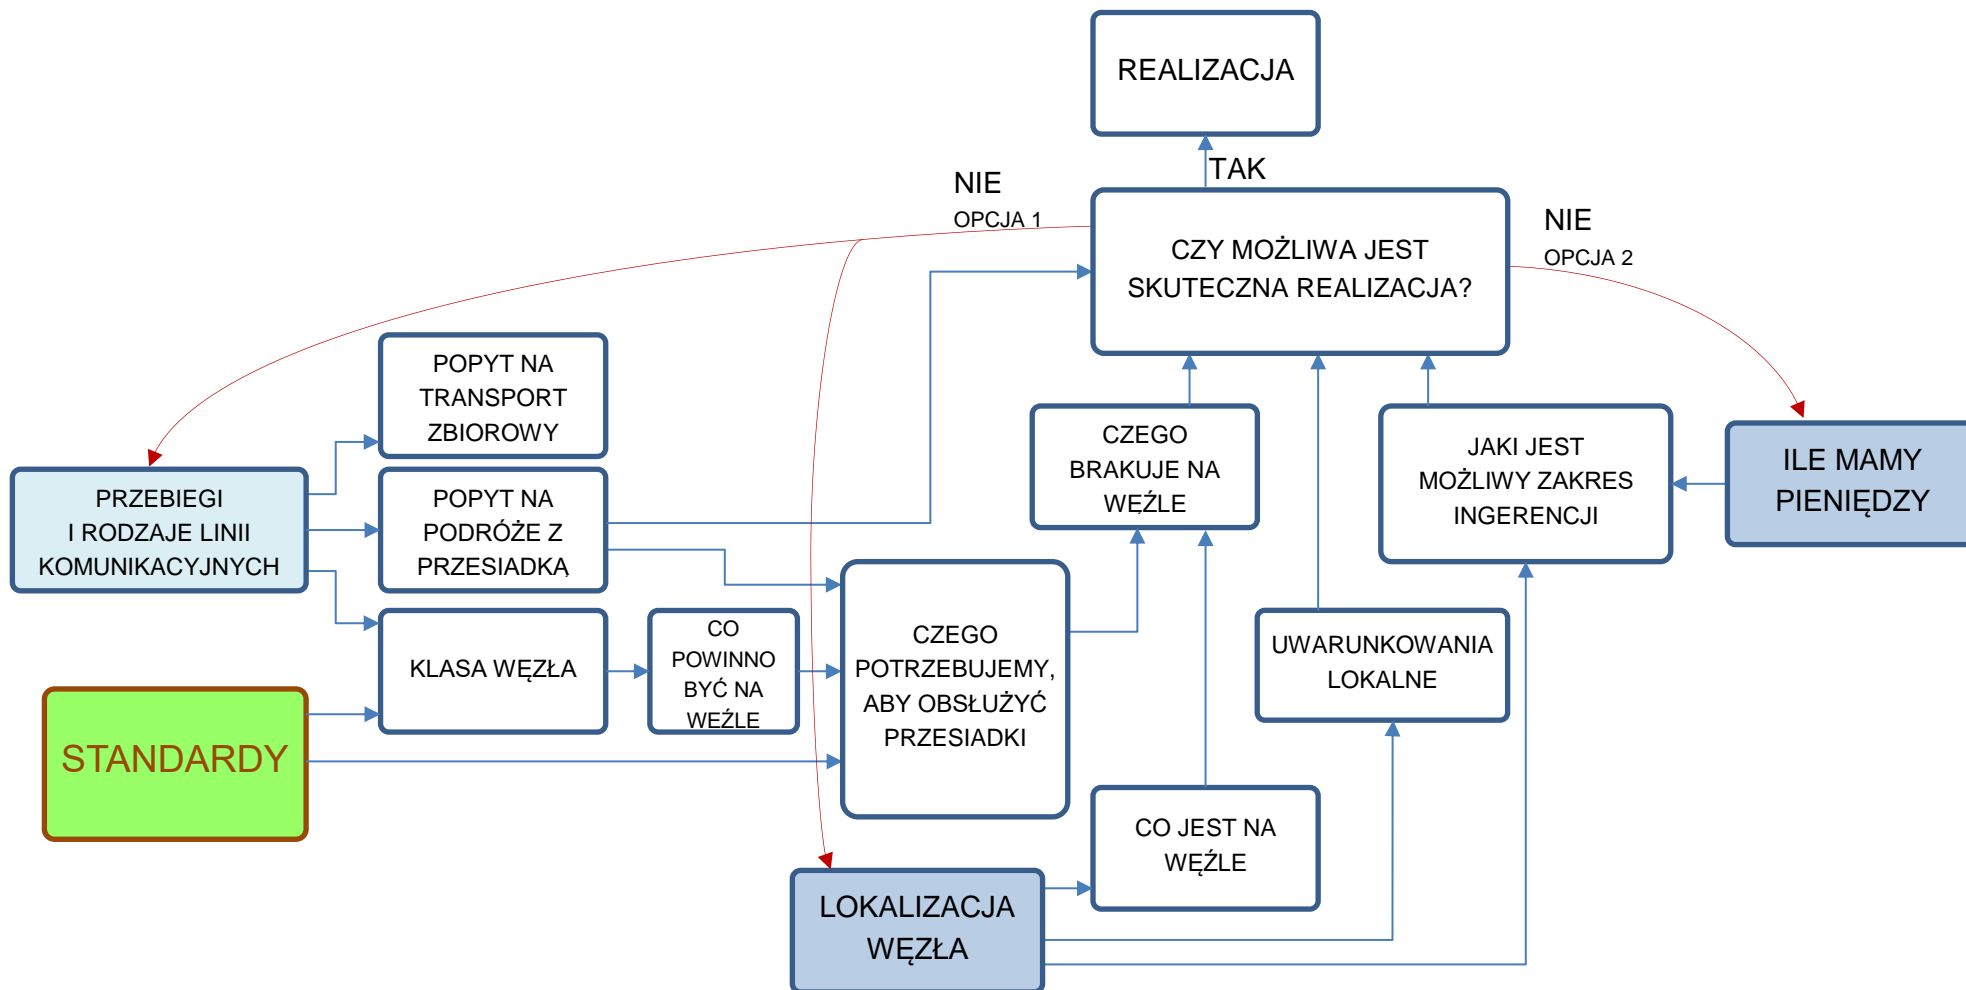 REALIZACJA
TAK
NIE
OPCJA 1
CZY MOŻLIWA JEST
SKUTECZNA REALIZACJA?
NIE
OPCJA 2
POPYT NA
TRANSPORT
ZBIOROWY
PRZEBIEGI
I RODZAJE LINII
KOMUNIKACYJNYCH
POPYT NA
PODRÓŻE Z
PRZESIADKĄ
CZEGO
BRAKUJE NA
WĘŹLE
JAKI JEST
MOŻLIWY ZAKRES
INGERENCJI
ILE MAMY
PIENIĘDZY
KLASA WĘZŁA
CO
POWINNO
BYĆ NA
WEŹLE
CZEGO
POTRZEBUJEMY,
ABY OBSŁUŻYĆ
PRZESIADKI
UWARUNKOWANIA
LOKALNE
STANDARDY
CO JEST NA
WĘŹLE
LOKALIZACJA
WĘZŁA